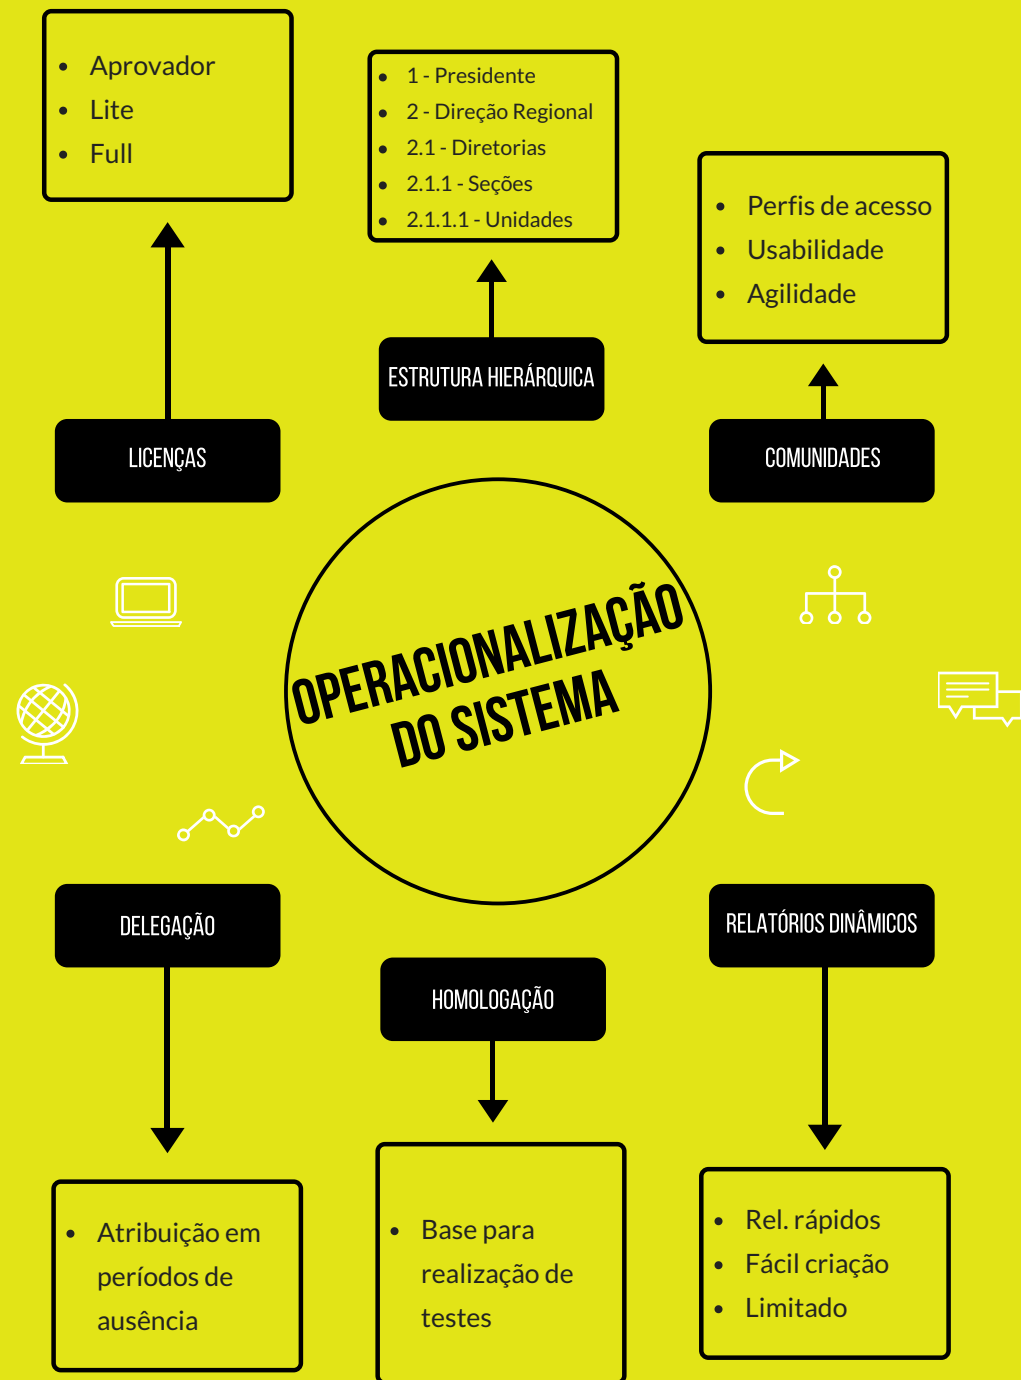 • Aprovador
• Lite
• Full
• 1 - Presidente
• 2 - Direção Regional
• 2.1 - Diretorias
• 2.1.1 - Seções
• 2.1.1.1 - Unidades
• Perfis de acesso
• Usabilidade
• Agilidade
LICENÇAS
ESTRUTURA HIERÁRQUICA
COMUNIDADES
OPERACIONALIZAÇÃO
DO SISTEMA
DELEGAÇÃO
HOMOLOGAÇÃO
RELATÓRIOS DINÂMICOS
• Atribuição em
períodos de
ausência
• Base para
realização de
testes
• Rel. rápidos
• Fácil criação
• Limitado